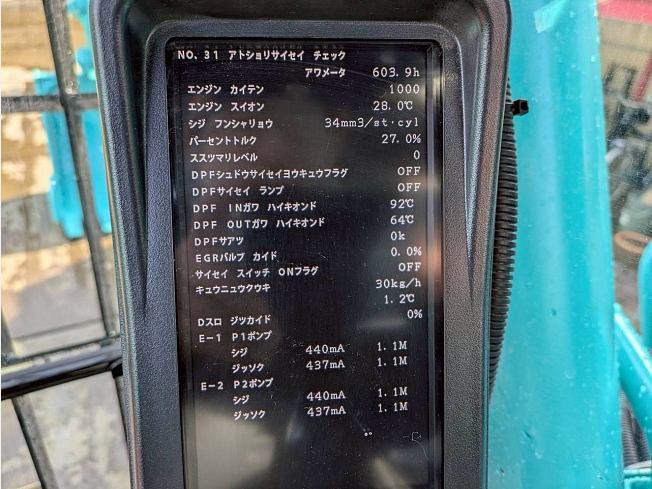 NO. 31 アトショリサイセイ チェック
アワメータ 603. 9h
エンジン カイテン 1000
エンジン スイオン 28. 0℃
シジ フンシャリョウ 34mm3/st·cyl
パーセントトルク 27. 0%
ススツマリレベル 0
DPFシュドウサイセイヨウキュウフラグ OFF
DPFサイセイ ランプ OFF
DPF INガワ ハイキオンド 92℃
DPF OUTガワ ハイキオンド 64℃
DPFサアツ 0k
EGRバルブ カイド 0. 0%
サイセイ スイッチ ONフラグ OFF
キュウニュウクウキ 30kg/h
1. 2℃
Dスロ ジツカイド 0%
E-1 P1ポンプ
シジ 440mA 1. 1M
ジッソク 437mA 1. 1M
E-2 P2ポンプ
シジ 440mA 1. 1M
ジッソク 437mA 1. 1M